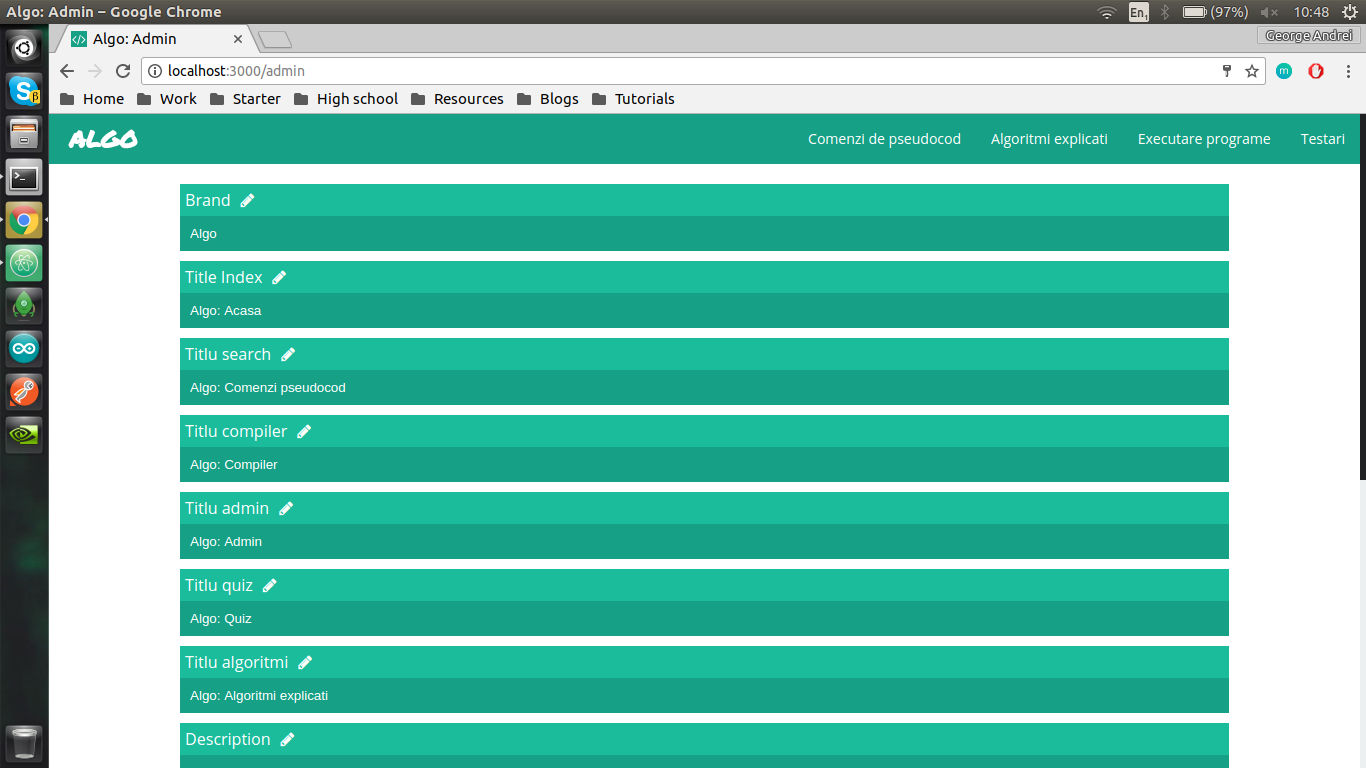 Algo: Admin – Google Chrome
En1
(97%)
10:48
Algo: Admin
George Andrei
localhost:3000/admin
m
Home Work Starter High school Resources Blogs Tutorials
ALGO
Comenzi de pseudocod Algoritmi explicati Executare programe Testari
Brand
Algo
Title Index
Algo: Acasa
Titlu search
Algo: Comenzi pseudocod
Titlu compiler
Algo: Compiler
Titlu admin
Algo: Admin
Titlu quiz
Algo: Quiz
Titlu algoritmi
Algo: Algoritmi explicati
Description